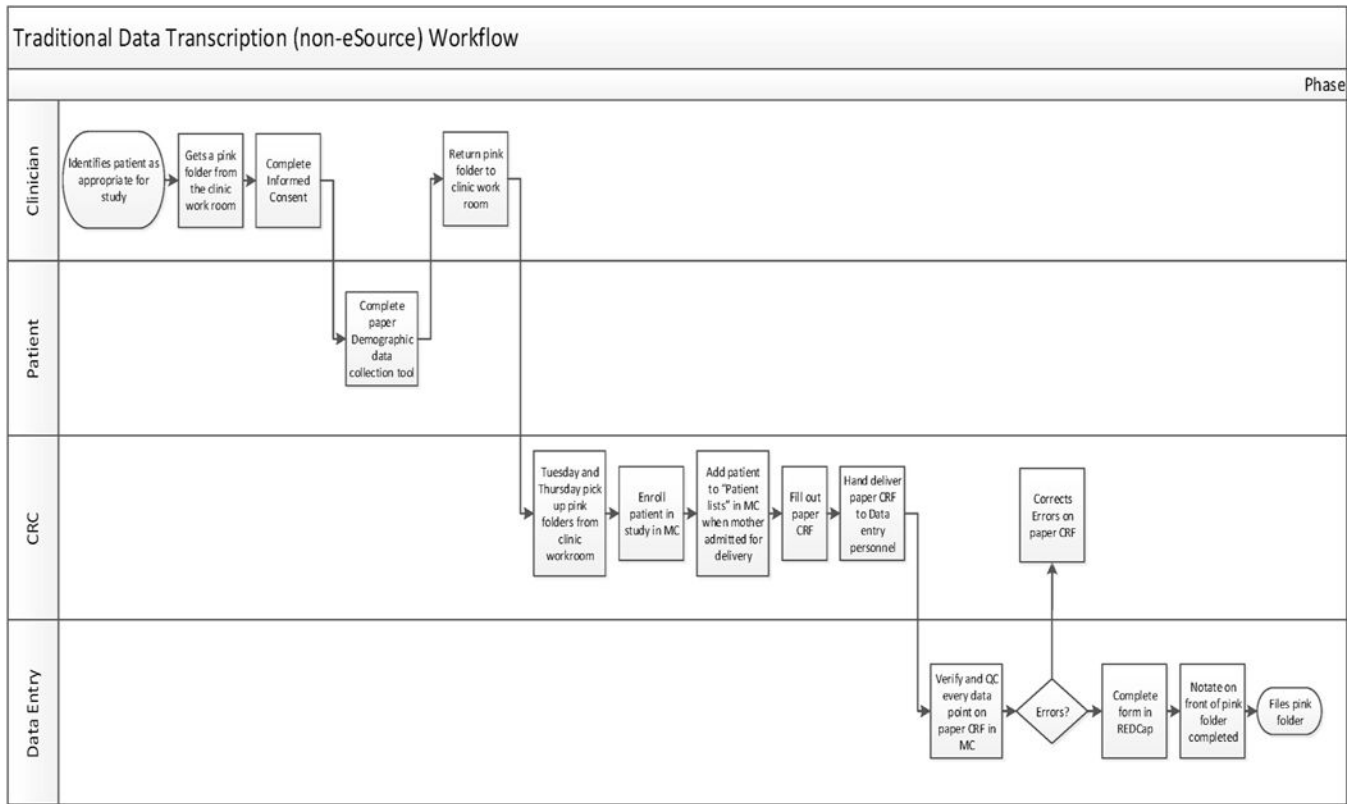 Traditional Data Transcription (non-eSource) Workflow
Phase
Clinician
Identifies patient as
appropriate for
study
Gets a pink
folder from
the clinic
work room
Complete
Informed
Consent
Return pink
folder to
clinic work
room
Patient
Complete
paper
Demographic
data
collection tool
CRC
Tuesday and
Thursday pick
up pink
folders from
clinic
workroom
Enroll
patient in
study in MC
Add patient
to “Patient
lists” in MC
when mother
admitted for
delivery
Fill out
paper
CRF
Hand deliver
paper CRF
to Data
entry
personnel
Corrects
Errors on
paper CRF
Data Entry
Verify and QC
every data
point on
paper CRF in
MC
Errors?
Complete
form in
REDCap
Notate on
front of pink
folder
completed
Files pink
folder